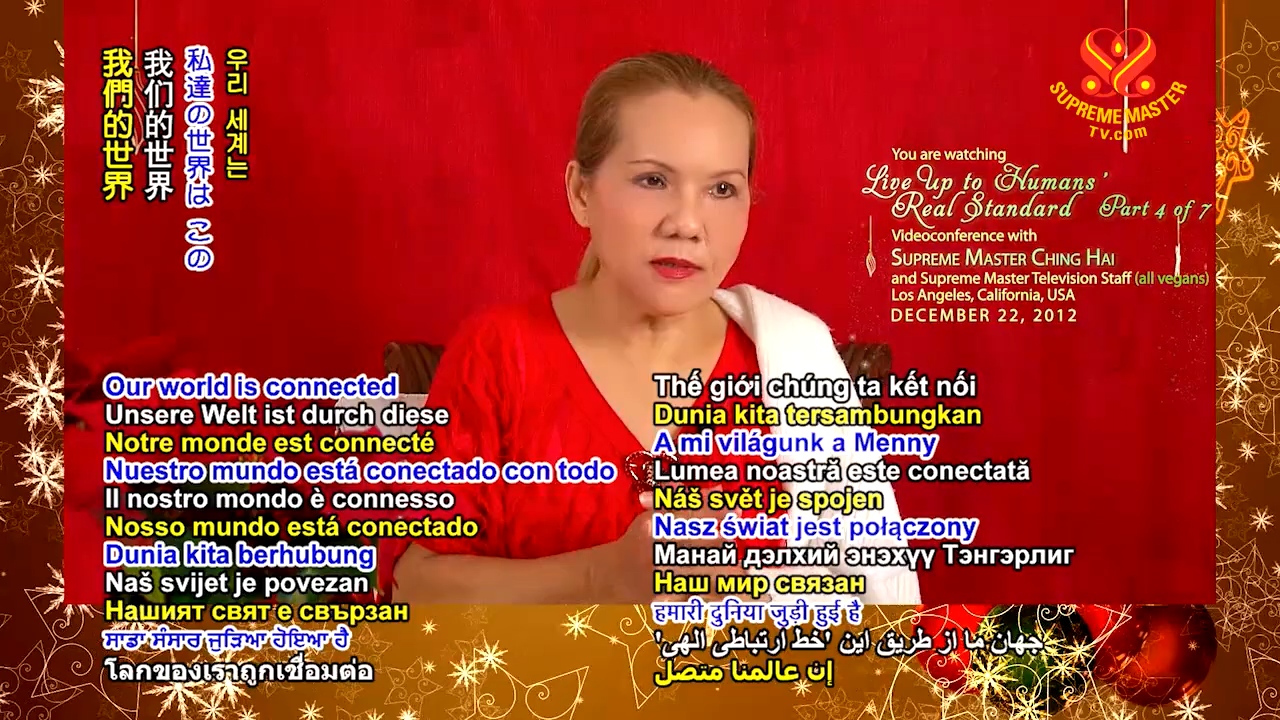 我們的世界
我们的世界
私達の世界は この
우리 세계는
SUPREME MASTER
TV.com
You are watching
Live Up to Humans'
Real Standard Part 4 of 7
Videoconference with
SUPREME MASTER CHING HAI
and Supreme Master Television Staff (all vegans)
Los Angeles, California, USA
DECEMBER 22, 2012
Our world is connected
Unsere Welt ist durch diese
Notre monde est connecté
Nuestro mundo está conectado con todo
Il nostro mondo è connesso
Nosso mundo está conectado
Dunia kita berhubung
Naš svijet je povezan
Нашият свят е свързан
ਸਾਡਾ ਸੰਸਾਰ ਜੁੜਿਆ ਹੋਇਆ ਹੈ
โลกของเราถูกเชื่อมต่อ
Thế giới chúng ta kết nối
Dunia kita tersambungkan
A mi világunk a Menny
Lumea noastră este conectată
Náš svět je spojen
Nasz świat jest połączony
Манай дэлхий энэхүү Тэнгэрлиг
Наш мир связан
हमारी दुनिया जुड़ी हुई है
جهان ما از طریق این 'خط ارتباطی الهی'
إن عالمنا متصل